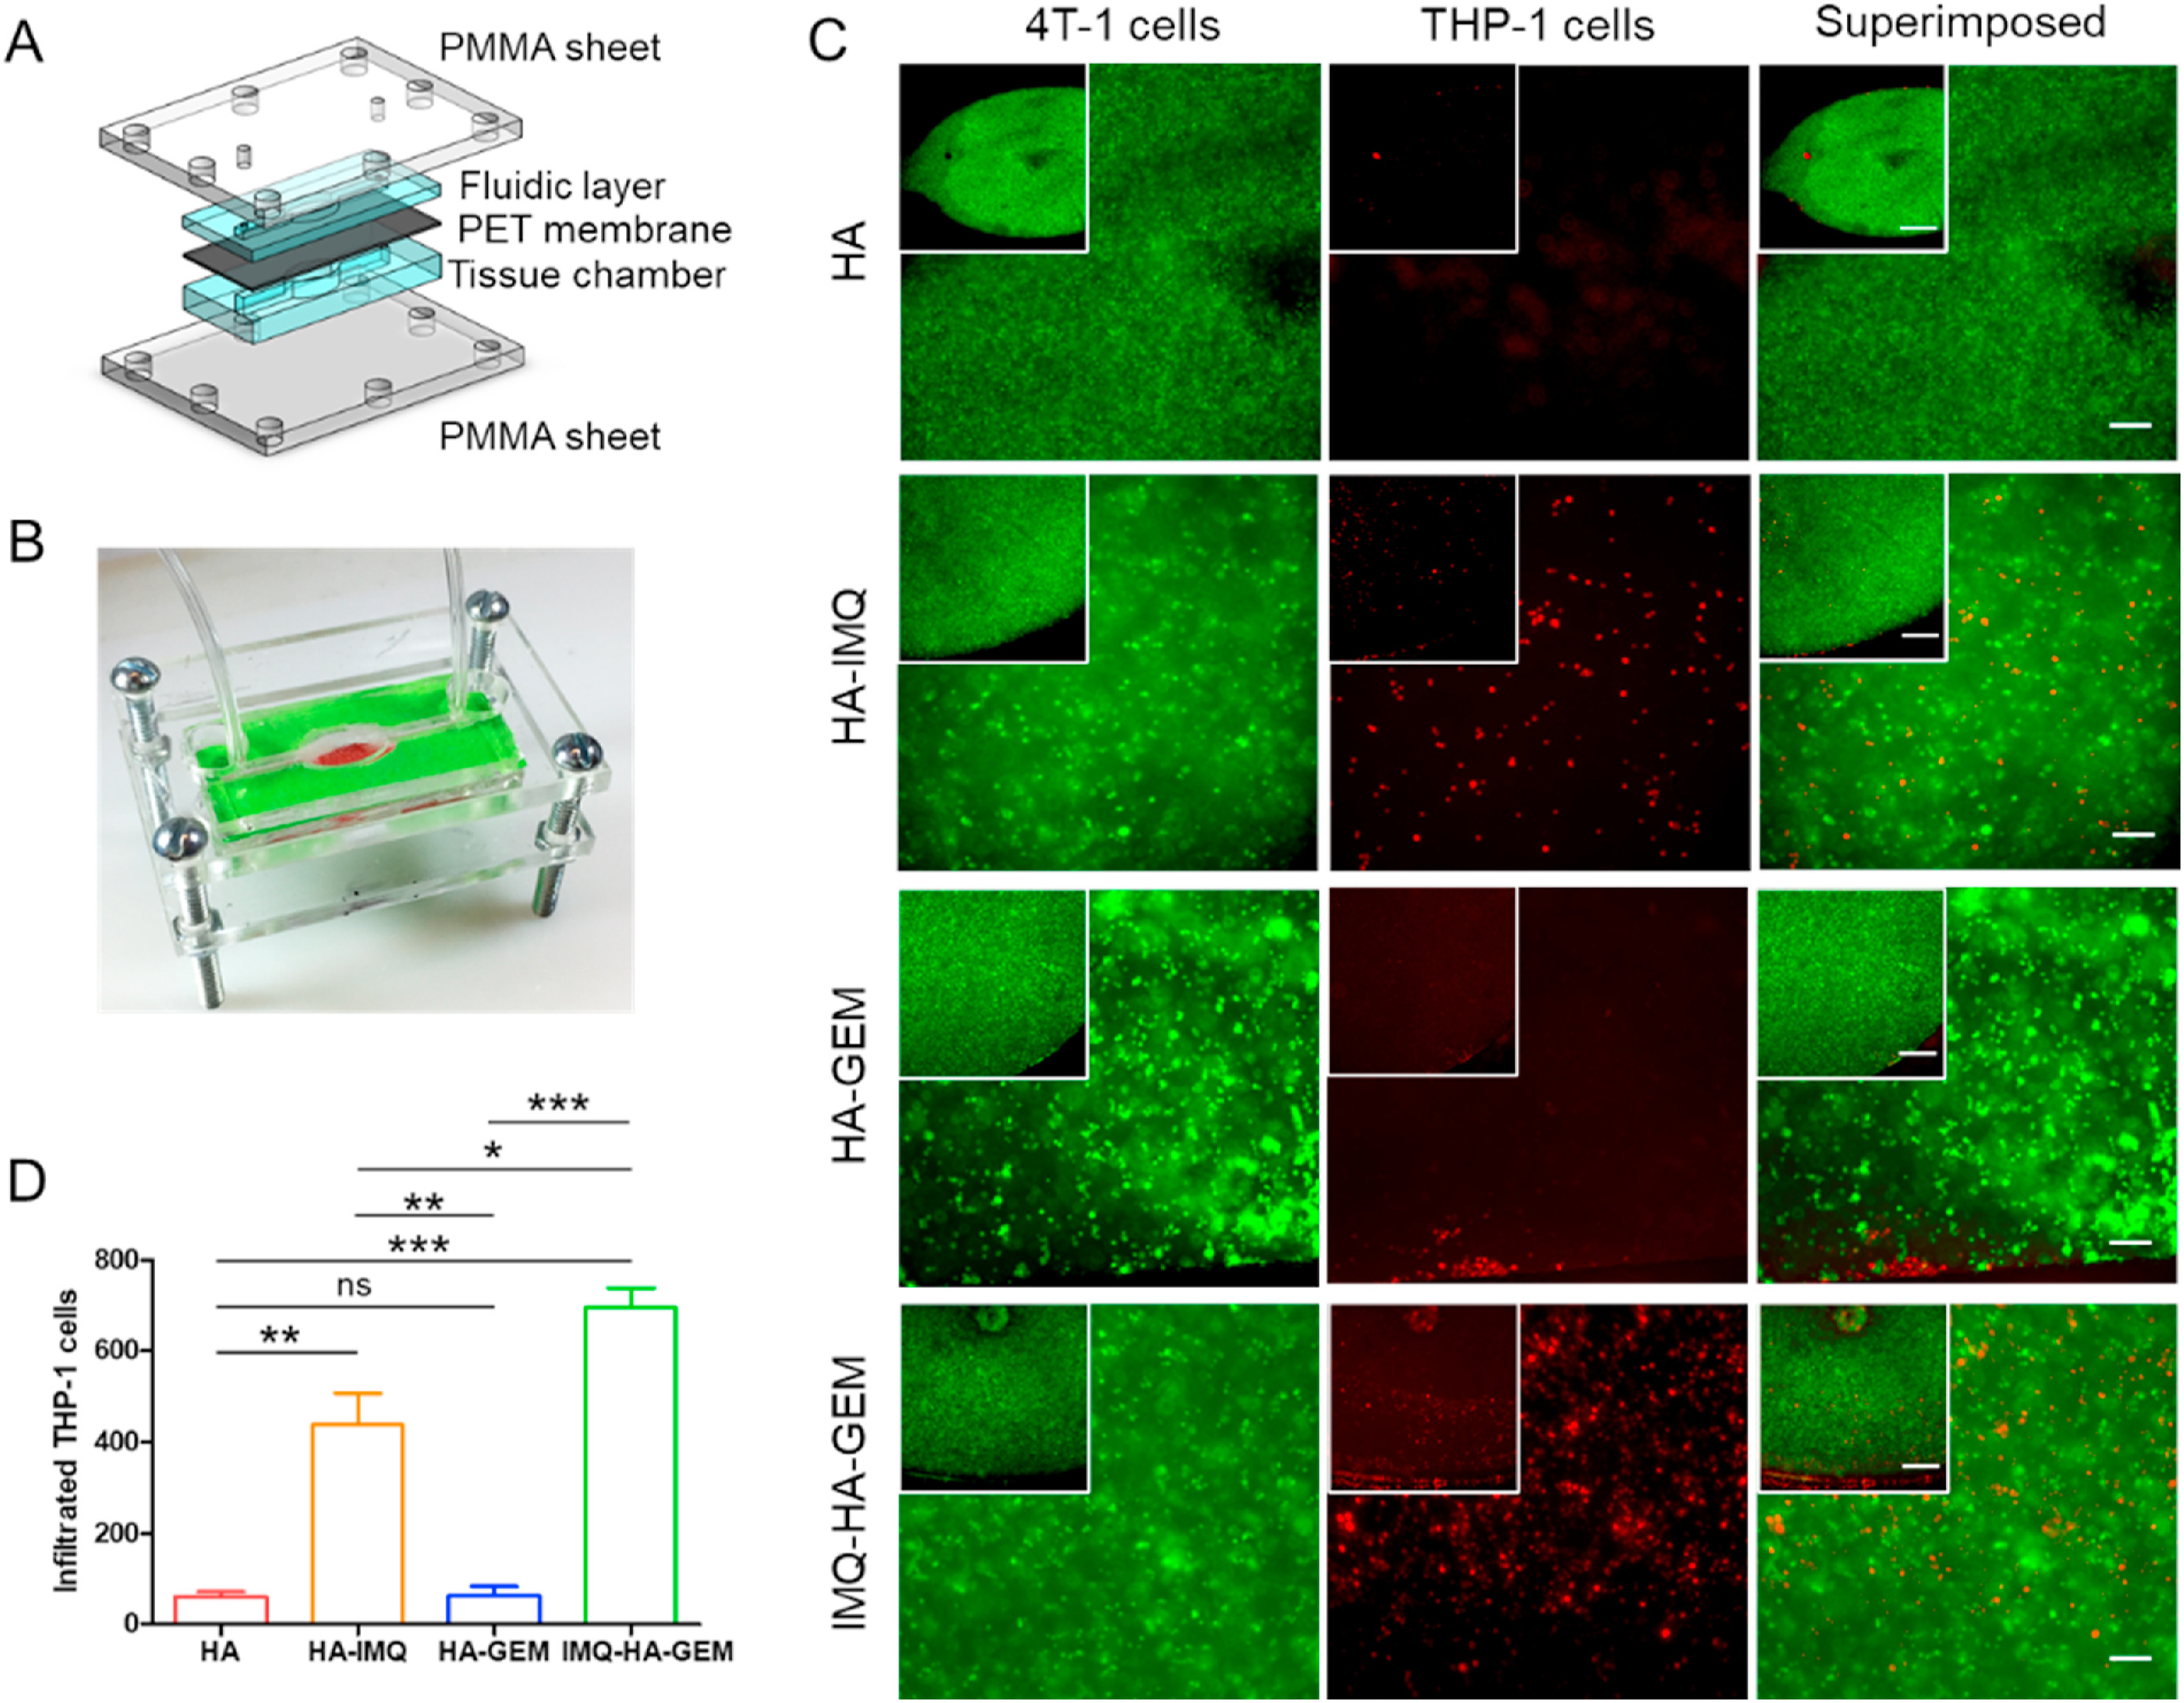 A
PMMA sheet
Fluidic layer
PET membrane
Tissue chamber
PMMA sheet
B
C
4T-1 cells
THP-1 cells
Superimposed
HA
HA-IMQ
HA-GEM
IMQ-HA-GEM
D
***
*
**
***
ns
**
Infiltrated THP-1 cells
800
600
400
200
0
HA
HA-IMQ
HA-GEM
IMQ-HA-GEM